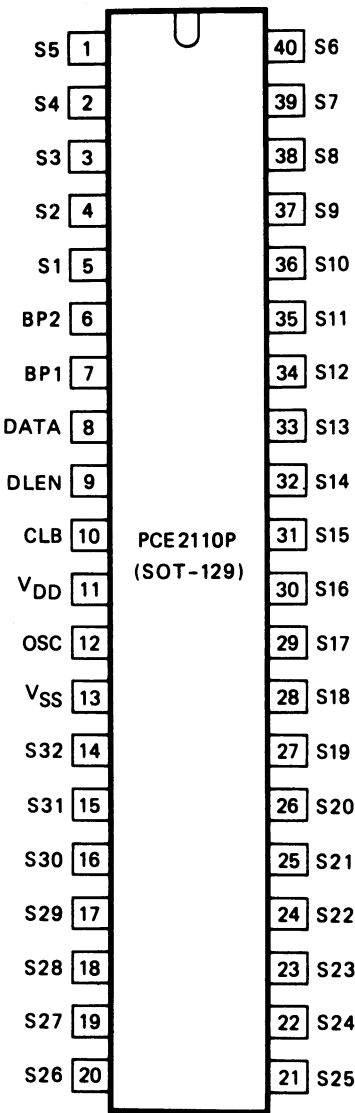 S5 1 40 S6
S4 2 39 S7
S3 3 38 S8
S2 4 37 S9
S1 5 36 S10
BP2 6 35 S11
BP1 7 34 S12
DATA 8 33 S13
DLEN 9 32 S14
CLB 10 31 S15
PCE2110P
(SOT-129)
VDD 11 30 S16
OSC 12 29 S17
VSS 13 28 S18
S32 14 27 S19
S31 15 26 S20
S30 16 25 S21
S29 17 24 S22
S28 18 23 S23
S27 19 22 S24
S26 20 21 S25